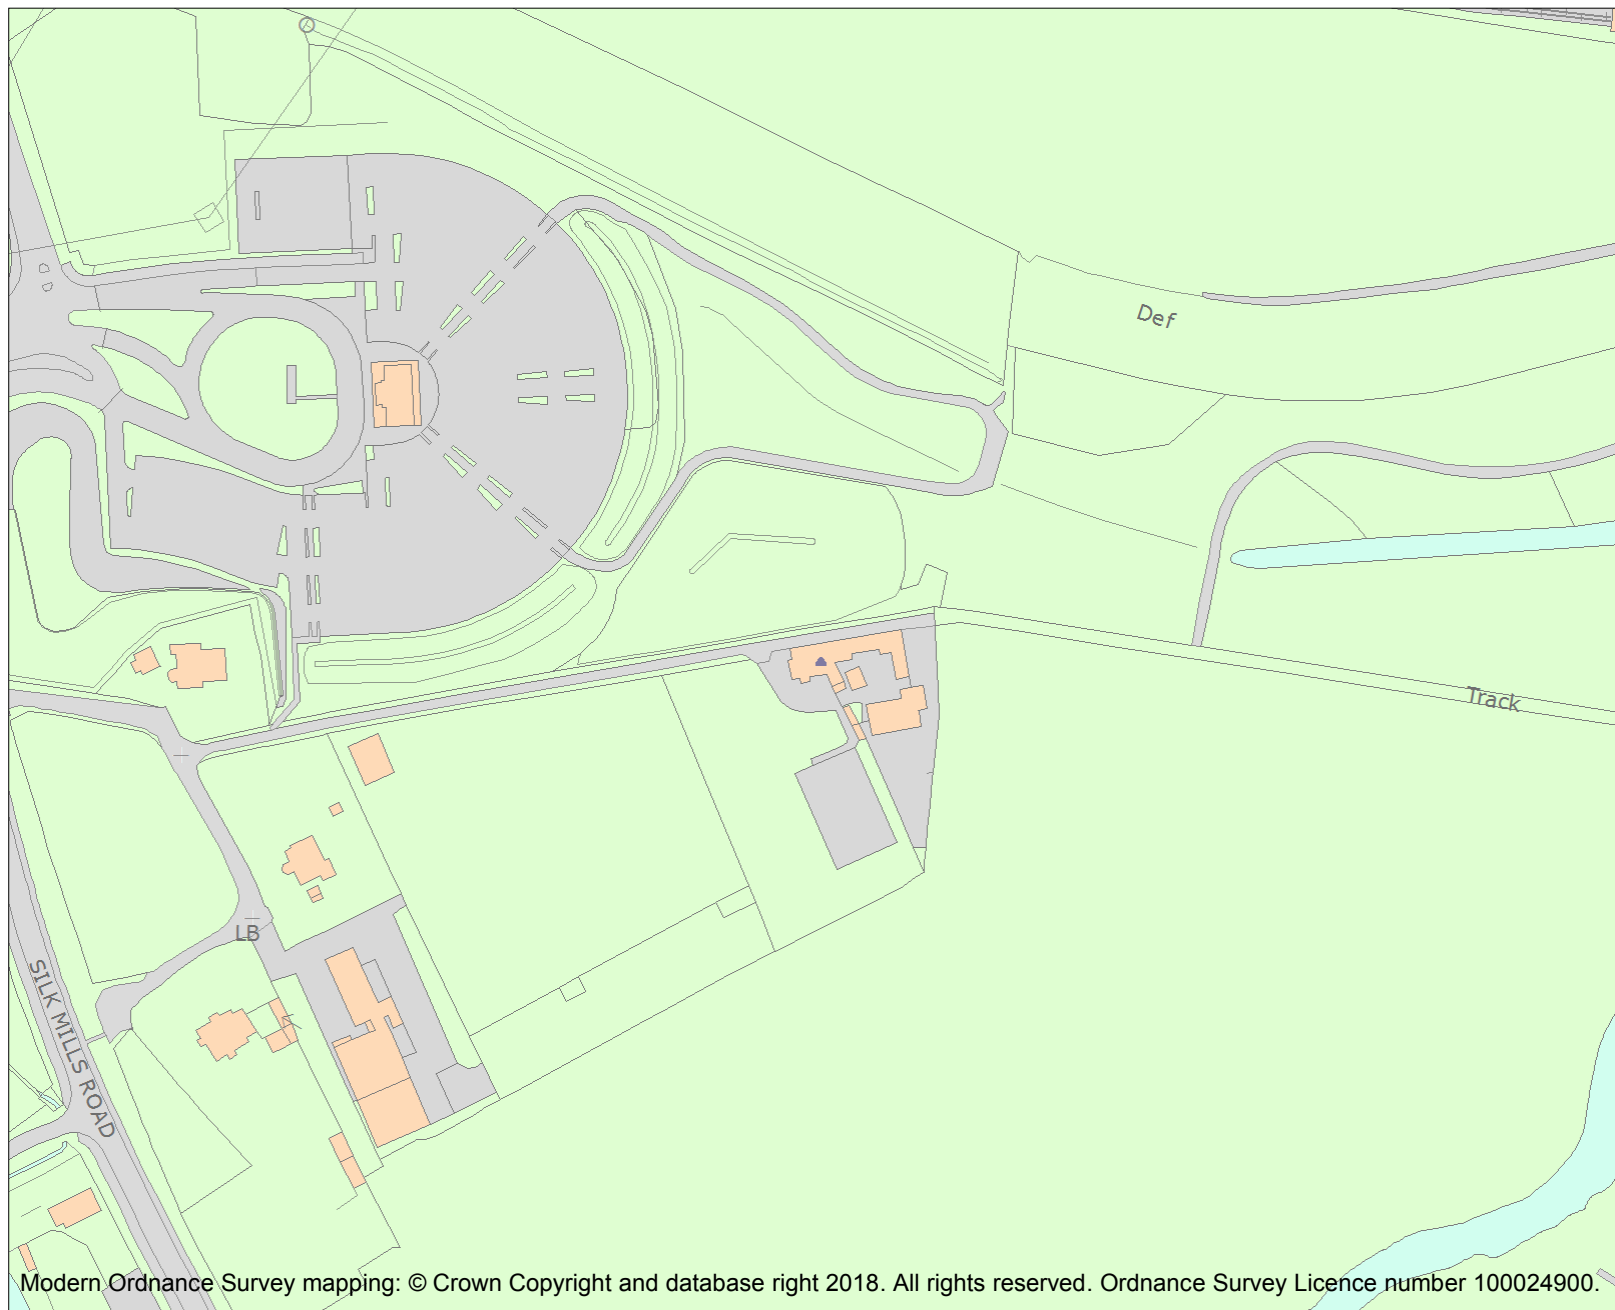 Def
Track
LB
SILK MILLS ROAD
Modern Ordnance Survey mapping: © Crown Copyright and database right 2018. All rights reserved. Ordnance Survey Licence number 100024900.